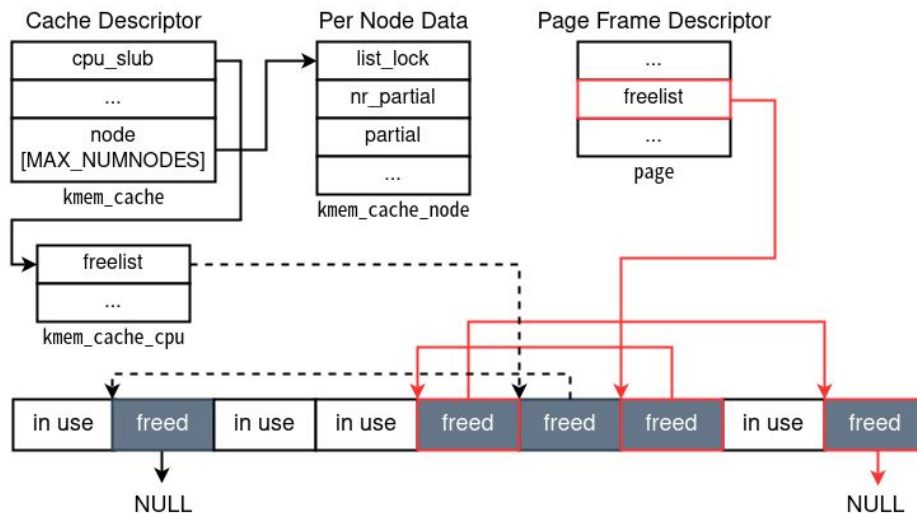 Cache Descriptor
cpu_slub
...
node
[MAX_NUMNODES]
kmem_cache
Per Node Data
list_lock
nr_partial
partial
...
kmem_cache_node
Page Frame Descriptor
...
freelist
...
page
freelist
...
kmem_cache_cpu
in use
freed
in use
in use
freed
freed
freed
in use
freed
NULL
NULL